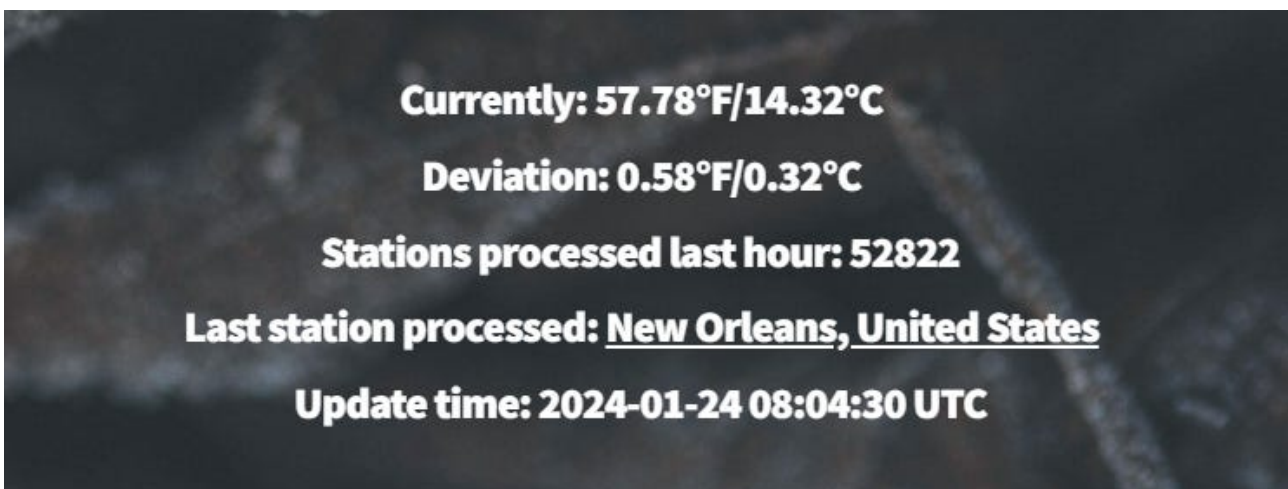 Currently: 57.78°F/14.32°C
Deviation: 0.58°F/0.32°C
Stations processed last hour: 52822
Last station processed: New Orleans, United States
Update time: 2024-01-24 08:04:30 UTC